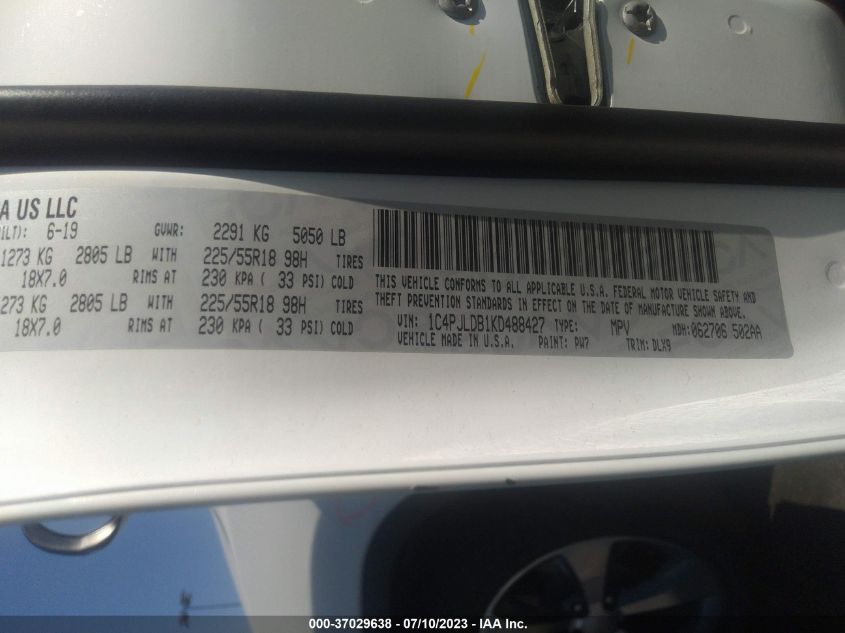 A US LLC
ILT): 6-19 GVWR: 2291 KG 5050 LB
1273 KG 2805 LB WITH 225/55R18 98H TIRES
18X7.0 RIMS AT 230 KPA ( 33 PSI) COLD
273 KG 2805 LB WITH 225/55R18 98H TIRES
18X7.0 RIMS AT 230 KPA ( 33 PSI) COLD
THIS VEHICLE CONFORMS TO ALL APPLICABLE U.S.A. FEDERAL MOTOR VEHICLE SAFETY AND
THEFT PREVENTION STANDARDS IN EFFECT ON THE DATE OF MANUFACTURE SHOWN ABOVE.
VIN: 1C4PJLDB1KD488427 TYPE: MPV MDH: 062706 502AA
VEHICLE MADE IN U.S.A. PAINT: PW7 TRIM: DLX9
000-37029638 - 07/10/2023 - IAA Inc.